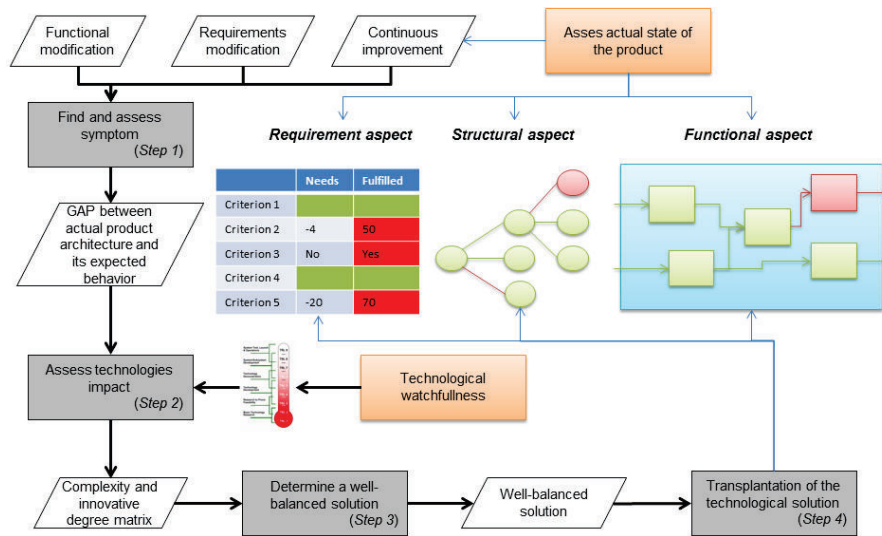 Functional
modification
Requirements
modification
Continuous
improvement
Asses actual state
of the product
Find and assess
symptom
(Step 1)
Requirement aspect
Structural aspect
Functional aspect
Needs Fulfilled
Criterion 1
Criterion 2 -4 50
Criterion 3 No Yes
Criterion 4
Criterion 5 -20 70
GAP between
actual product
architecture and
its expected
behavior
Assess technologies
impact
(Step 2)
Technological
watchfullness
Complexity and
innovative
degree matrix
Determine a well-
balanced solution
(Step 3)
Well-balanced
solution
Transplantation of the
technological solution
(Step 4)